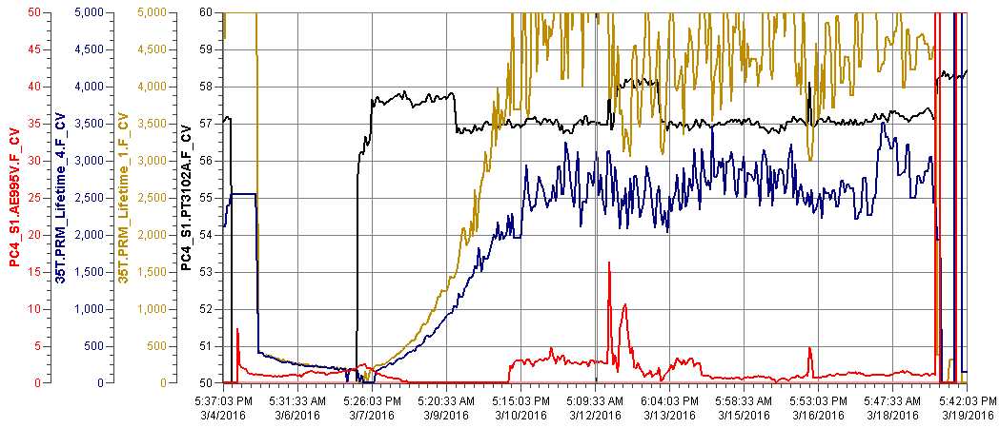 50 5,000 5,000 60
45 4,500 4,500 59
40 4,000 4,000 58
35 3,500 3,500 57
30 3,000 3,000 56
25 2,500 2,500 55
20 2,000 2,000 54
15 1,500 1,500 53
10 1,000 1,000 52
5 500 500 51
0 0 0 50
PC4_S1.AE995V.F_CV
35T.PRM_Lifetime_4.F_CV
35T.PRM_Lifetime_1.F_CV
PC4_S1.PT3102A.F_CV
5:37:03 PM 5:31:33 AM 5:26:03 PM 5:20:33 AM 5:15:03 PM 5:09:33 AM 6:04:03 PM 5:58:33 AM 5:53:03 PM 5:47:33 AM 5:42:03 PM
3/4/2016 3/6/2016 3/7/2016 3/9/2016 3/10/2016 3/12/2016 3/13/2016 3/15/2016 3/16/2016 3/18/2016 3/19/2016